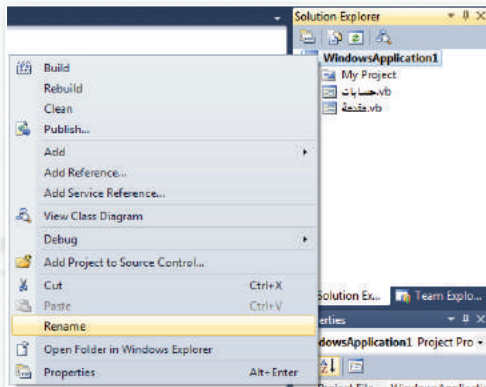 Solution Explorer
WindowsApplication1
My Project
حسابات.vb
مقدمة.vb
Build
Rebuild
Clean
Publish...
Add
Add Reference...
Add Service Reference...
View Class Diagram
Debug
Add Project to Source Control...
Cut Ctrl+X
Paste Ctrl+V
Rename
Open Folder in Windows Explorer
Properties Alt+Enter
Solution Ex... Team Explo...
erties
dowsApplication1 Project Pro